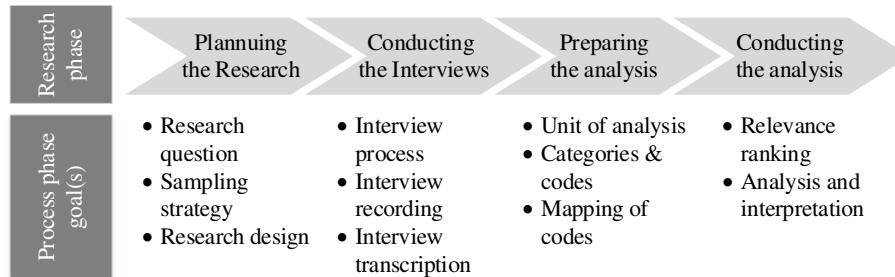 Research
phase
Plannuing
the Research
Conducting
the Interviews
Preparing
the analysis
Conducting
the analysis
Process phase
goal(s)
• Research
question
• Sampling
strategy
• Research design
• Interview
process
• Interview
recording
• Interview
transcription
• Unit of analysis
• Categories &
codes
• Mapping of
codes
• Relevance
ranking
• Analysis and
interpretation